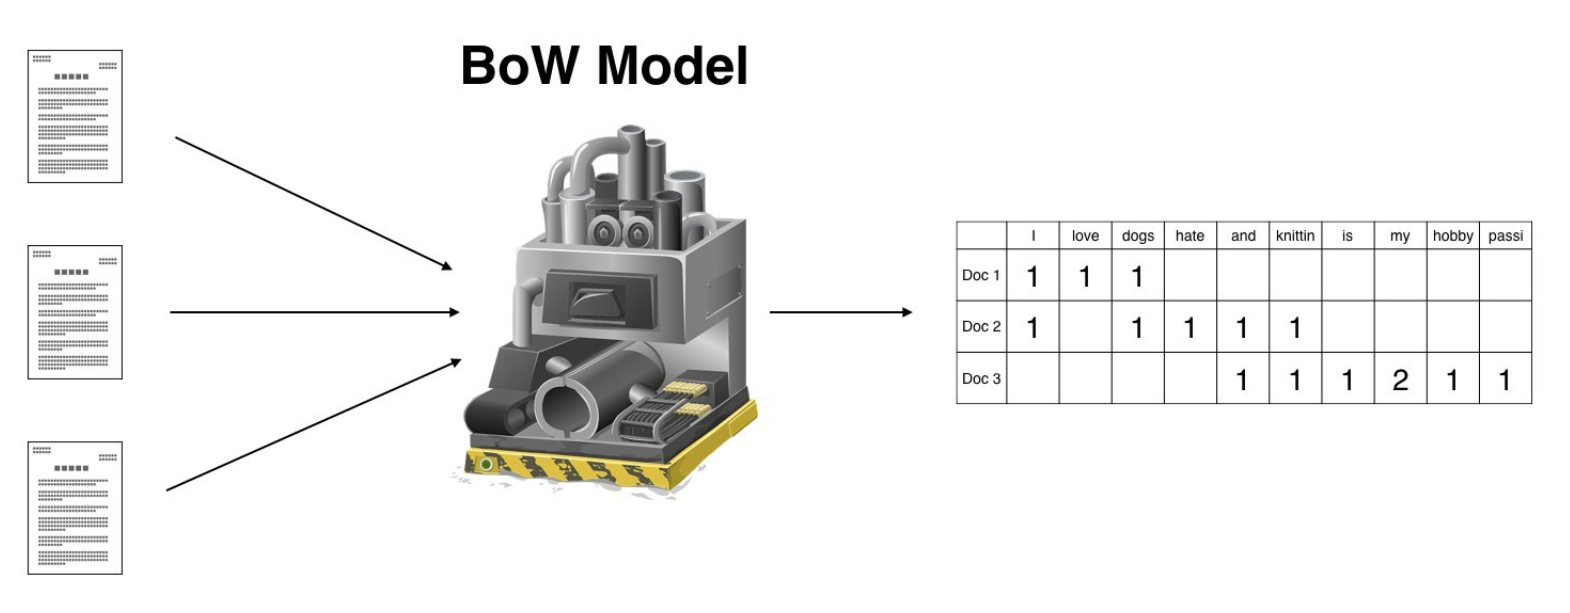 BoW Model
I love dogs hate and knittin is my hobby passi
Doc 1 1 1 1
Doc 2 1 1 1 1 1
Doc 3 1 1 1 2 1 1